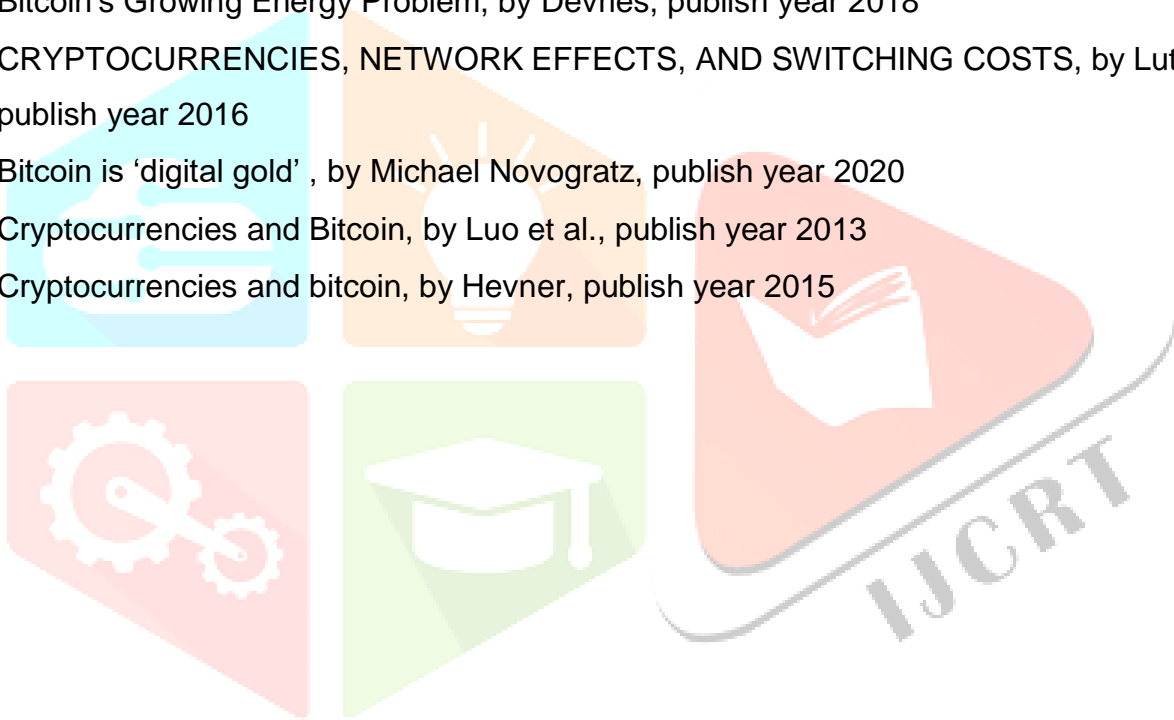 Bitcoin's Growing Energy Problem, by Devries, publish year 2018
CRYPTOCURRENCIES, NETWORK EFFECTS, AND SWITCHING COSTS, by
publish year 2016
Bitcoin is ‘digital gold’ , by Michael Novogratz, publish year 2020
Cryptocurrencies and Bitcoin, by Luo et al., publish year 2013
Cryptocurrencies and bitcoin, by Hevner, publish year 2015
IJCRT